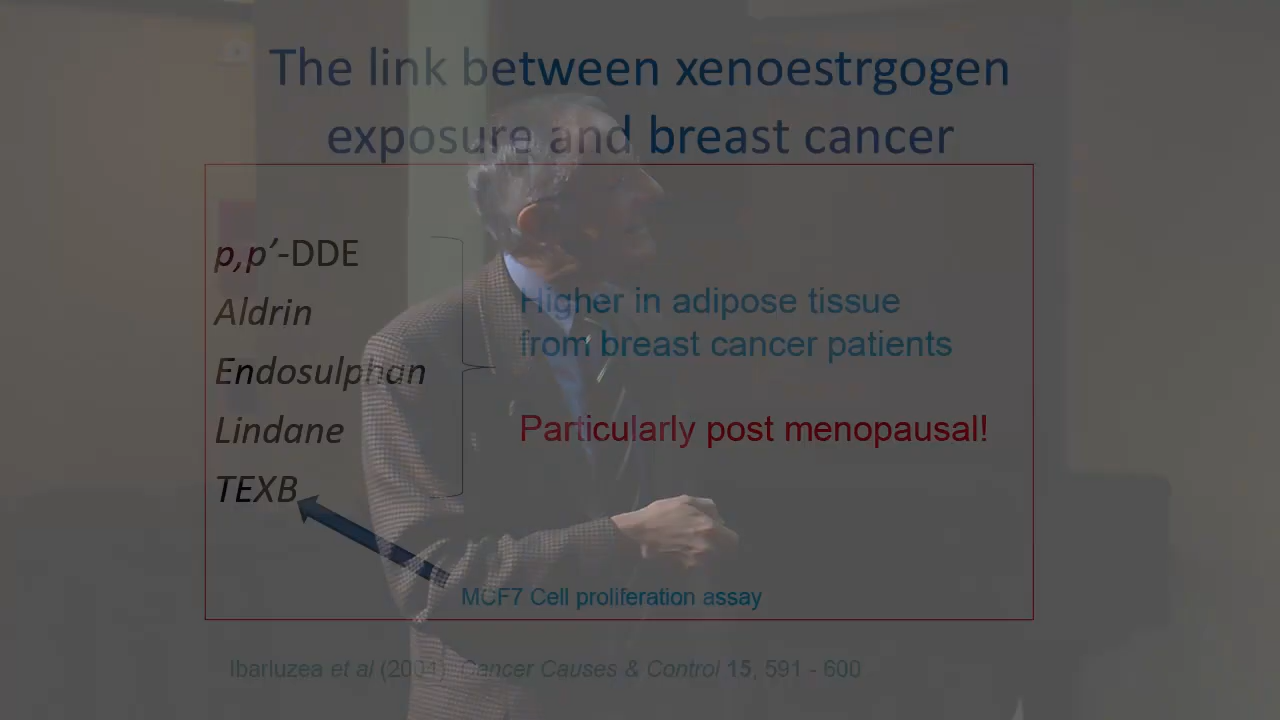 The link between xenoestrgogen
exposure and breast cancer
p,p’-DDE
Aldrin
Endosulphan
Lindane
TEXB
Higher in adipose tissue
from breast cancer patients
Particularly post menopausal!
MCF7 Cell proliferation assay
Ibarluzea et al Cancer Causes & Control 15, 591 - 600